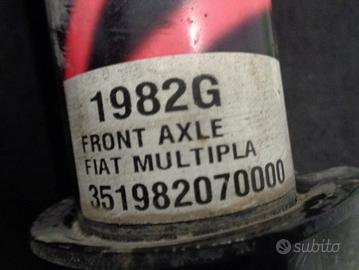 1982G
FRONT AXLE
FIAT MULTIPLA
351982070000
subito